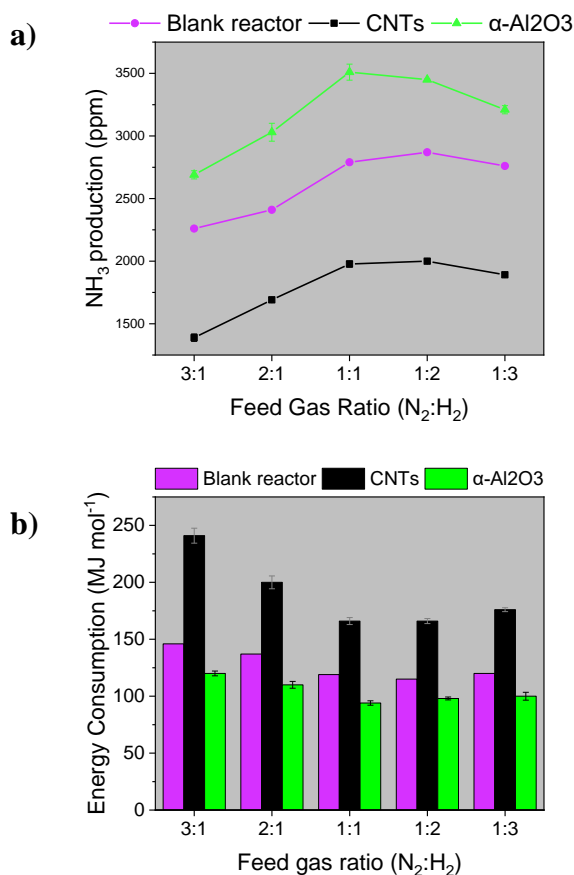 a)
Blank reactor CNTs α-Al2O3
NH₃ production (ppm)
3500
3000
2500
2000
1500
3:1 2:1 1:1 1:2 1:3
Feed Gas Ratio (N₂:H₂)
b)
Blank reactor CNTs α-Al2O3
Energy Consumption (MJ mol⁻¹)
250
200
150
100
50
0
3:1 2:1 1:1 1:2 1:3
Feed gas ratio (N₂:H₂)